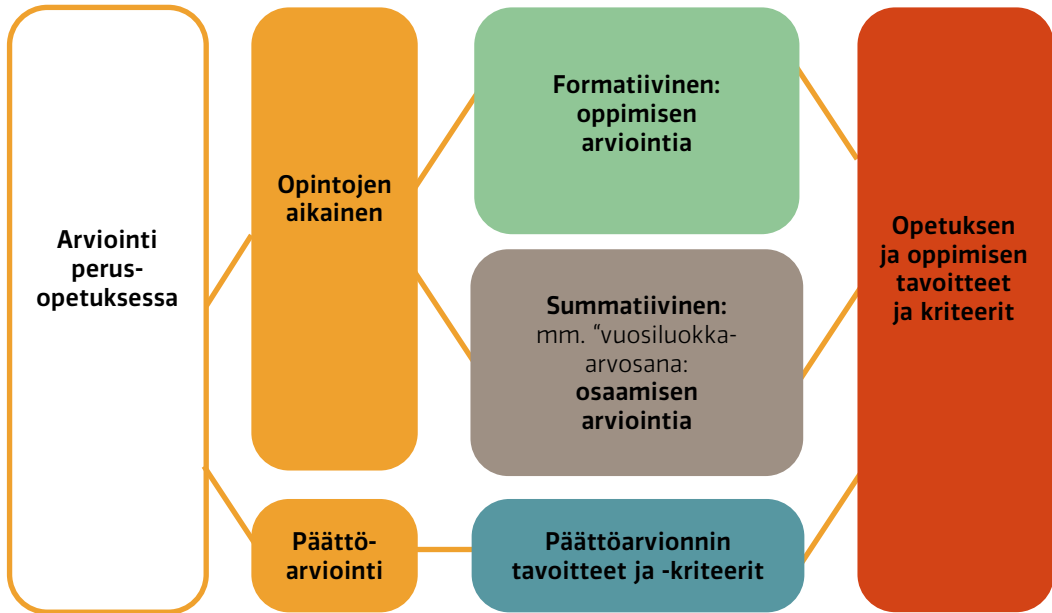 Arviointi
perus-
opetuksessa
Opintojen
aikainen
Formatiivinen:
oppimisen
arviointia
Summatiivinen:
mm. “vuosiluokka-
arvosana:
osaamisen
arviointia
Päättö-
arviointi
Päättöarvionnin
tavoitteet ja -kriteerit
Opetuksen
ja oppimisen
tavoitteet
ja kriteerit